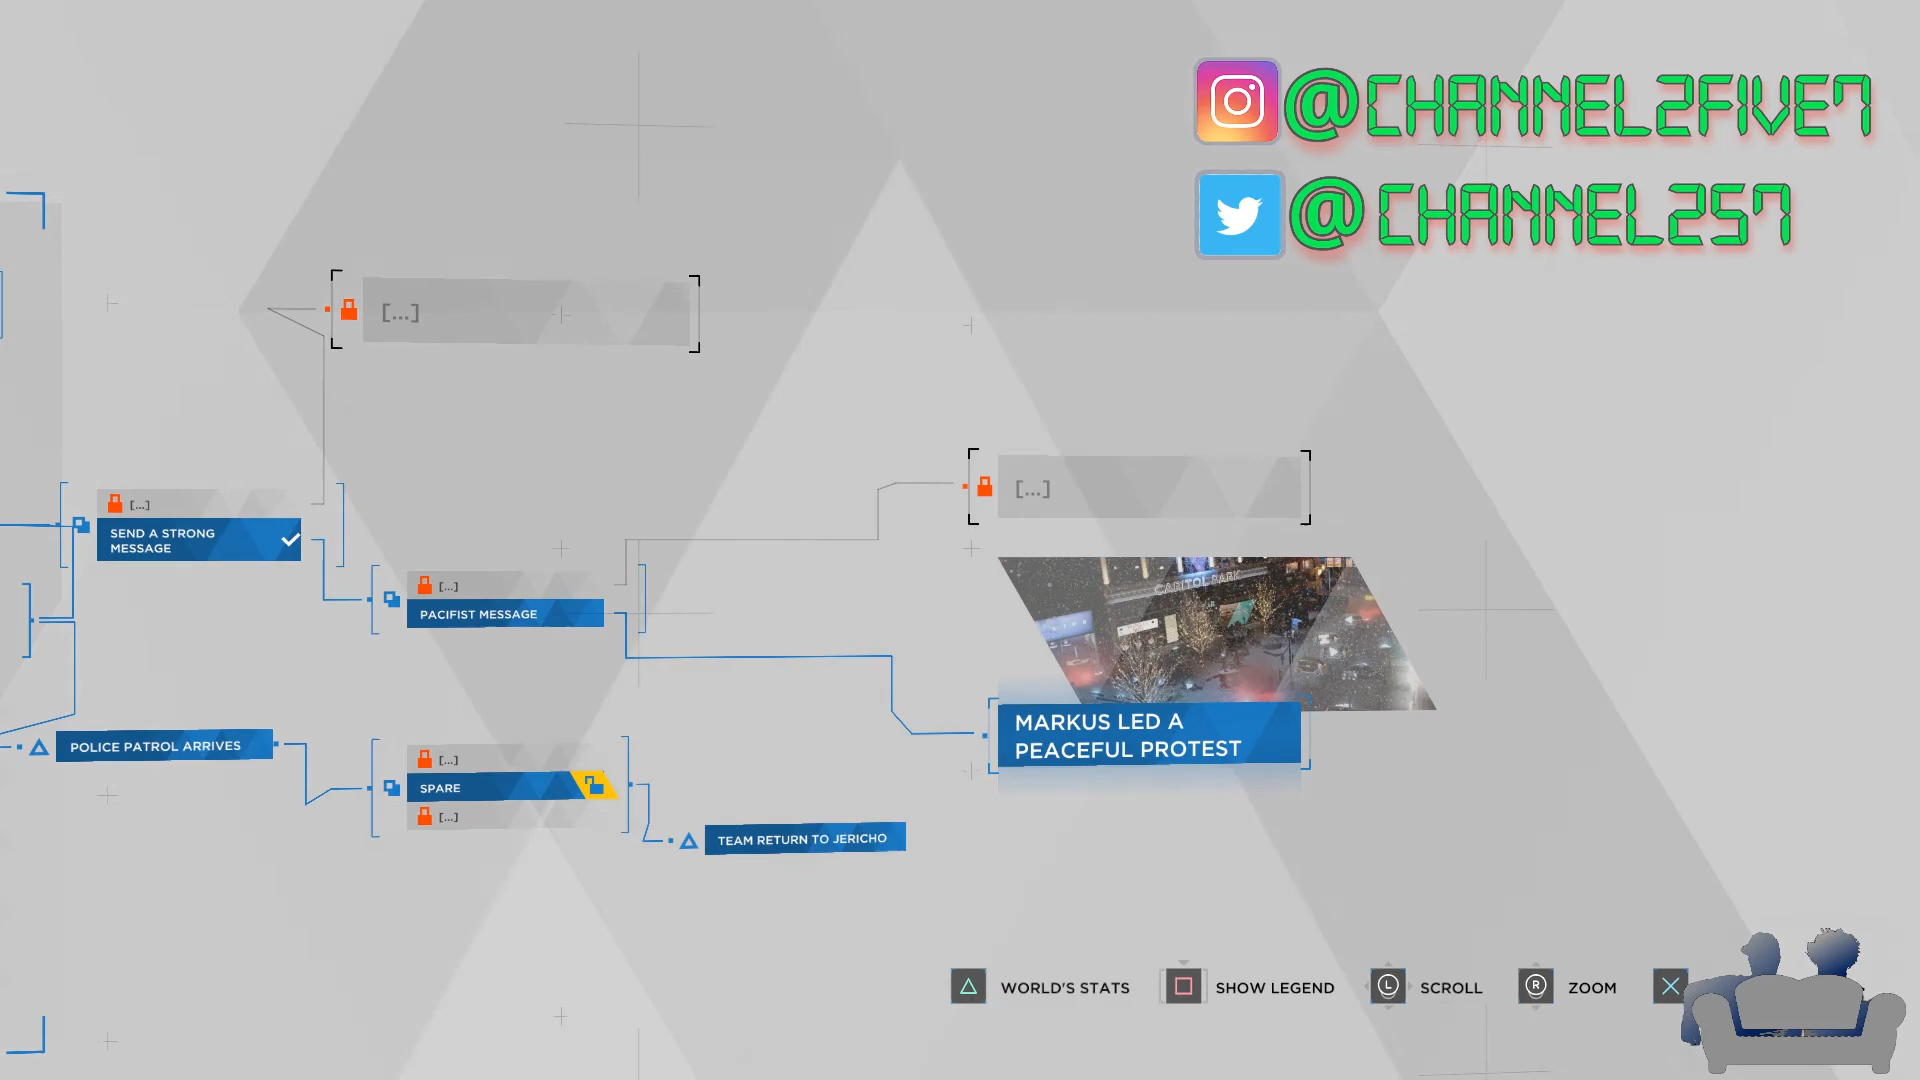 @CHANNEL2FIVE7
@CHANNEL257
[...]
[...]
[...]
SEND A STRONG
MESSAGE
[...]
PACIFIST MESSAGE
CAPITOL PARK
MARKUS LED A
PEACEFUL PROTEST
POLICE PATROL ARRIVES
[...]
SPARE
[...]
TEAM RETURN TO JERICHO
WORLD'S STATS
SHOW LEGEND
L
SCROLL
R
ZOOM